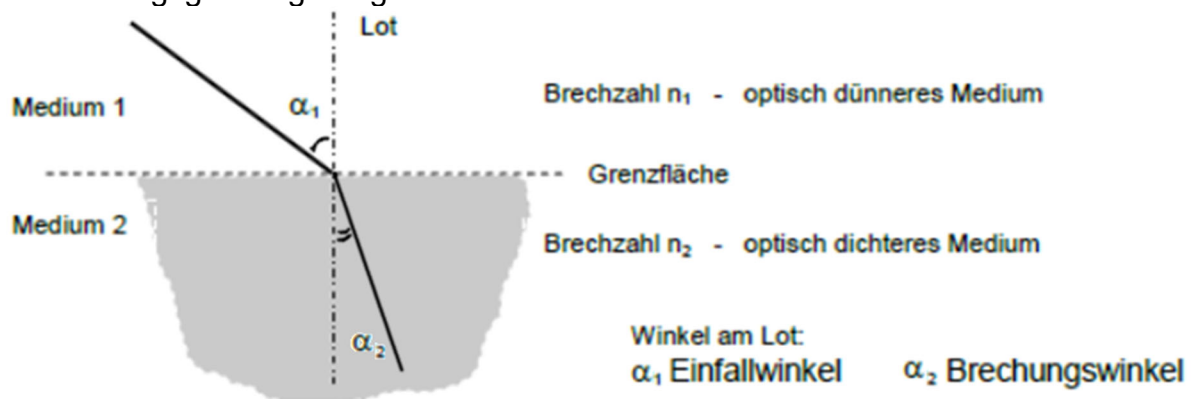 Lot
Medium 1
α₁
Brechzahl n₁ - optisch dünneres Medium
Grenzfläche
Medium 2
Brechzahl n₂ - optisch dichteres Medium
α₂
Winkel am Lot:
α₁ Einfallwinkel α₂ Brechungswinkel